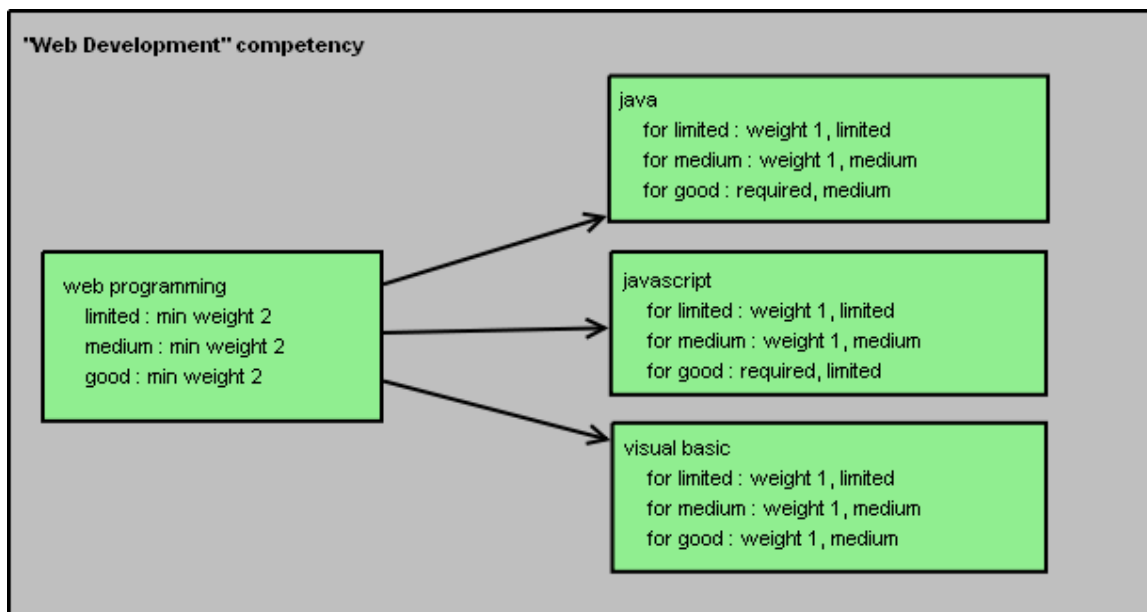 "Web Development" competency
java
for limited : weight 1, limited
for medium : weight 1, medium
for good : required, medium
web programming
limited : min weight 2
medium : min weight 2
good : min weight 2
javascript
for limited : weight 1, limited
for medium : weight 1, medium
for good : required, limited
visual basic
for limited : weight 1, limited
for medium : weight 1, medium
for good : weight 1, medium